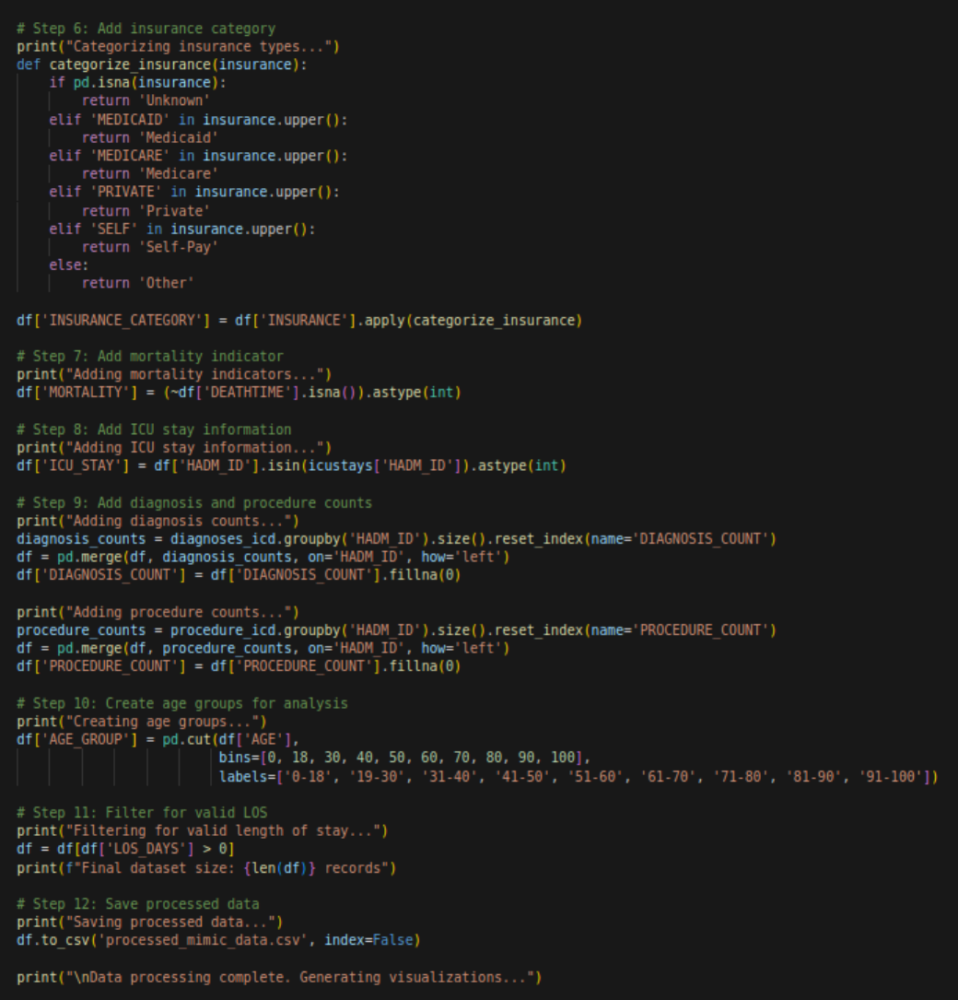 # Step 6: Add insurance category
print("Categorizing insurance types...")
def categorize_insurance(insurance):
    if pd.isna(insurance):
        return 'Unknown'
    elif 'MEDICAID' in insurance.upper():
        return 'Medicaid'
    elif 'MEDICARE' in insurance.upper():
        return 'Medicare'
    elif 'PRIVATE' in insurance.upper():
        return 'Private'
    elif 'SELF' in insurance.upper():
        return 'Self-Pay'
    else:
        return 'Other'

df['INSURANCE_CATEGORY'] = df['INSURANCE'].apply(categorize_insurance)

# Step 7: Add mortality indicator
print("Adding mortality indicators...")
df['MORTALITY'] = (~df['DEATHTIME'].isna()).astype(int)

# Step 8: Add ICU stay information
print("Adding ICU stay information...")
df['ICU_STAY'] = df['HADM_ID'].isin(icustays['HADM_ID']).astype(int)

# Step 9: Add diagnosis and procedure counts
print("Adding diagnosis counts...")
diagnosis_counts = diagnoses_icd.groupby('HADM_ID').size().reset_index(name='DIAGNOSIS_COUNT')
df = pd.merge(df, diagnosis_counts, on='HADM_ID', how='left')
df['DIAGNOSIS_COUNT'] = df['DIAGNOSIS_COUNT'].fillna(0)

print("Adding procedure counts...")
procedure_counts = procedure_icd.groupby('HADM_ID').size().reset_index(name='PROCEDURE_COUNT')
df = pd.merge(df, procedure_counts, on='HADM_ID', how='left')
df['PROCEDURE_COUNT'] = df['PROCEDURE_COUNT'].fillna(0)

# Step 10: Create age groups for analysis
print("Creating age groups...")
df['AGE_GROUP'] = pd.cut(df['AGE'],
                         bins=[0, 18, 30, 40, 50, 60, 70, 80, 90, 100],
                         labels=['0-18', '19-30', '31-40', '41-50', '51-60', '61-70', '71-80', '81-90', '91-100'])

# Step 11: Filter for valid LOS
print("Filtering for valid length of stay...")
df = df[df['LOS_DAYS'] > 0]
print(f"Final dataset size: {len(df)} records")

# Step 12: Save processed data
print("Saving processed data...")
df.to_csv('processed_mimic_data.csv', index=False)

print("\nData processing complete. Generating visualizations...")